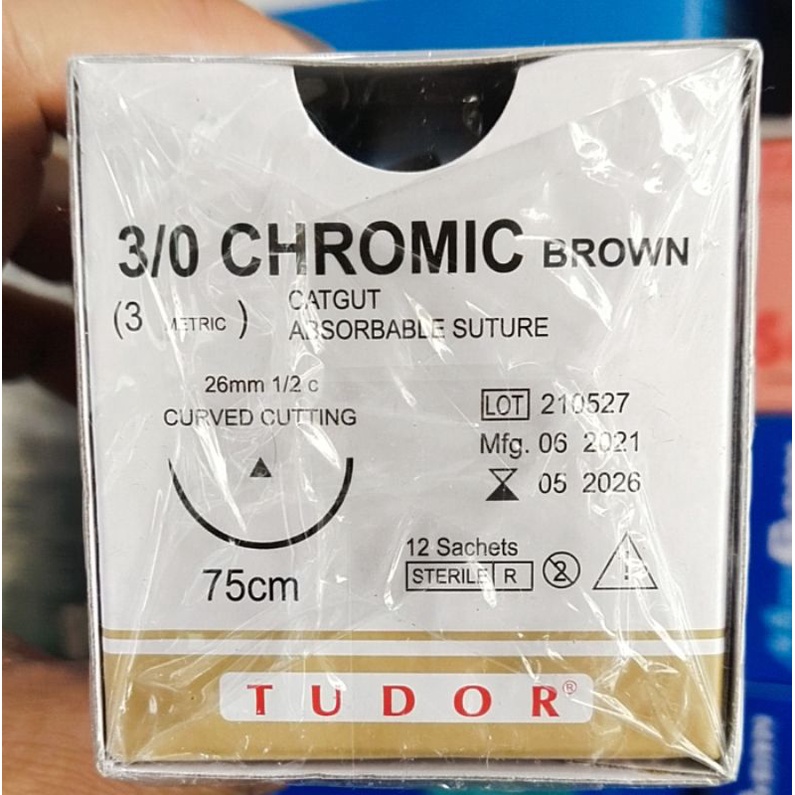 3/0 CHROMIC BROWN
(3 METRIC) CATGUT
ABSORBABLE SUTURE
26mm 1/2 c
CURVED CUTTING
LOT 210527
Mfg. 06 2021
05 2026
12 Sachets
STERILE R 2
!
75cm
TUDOR®